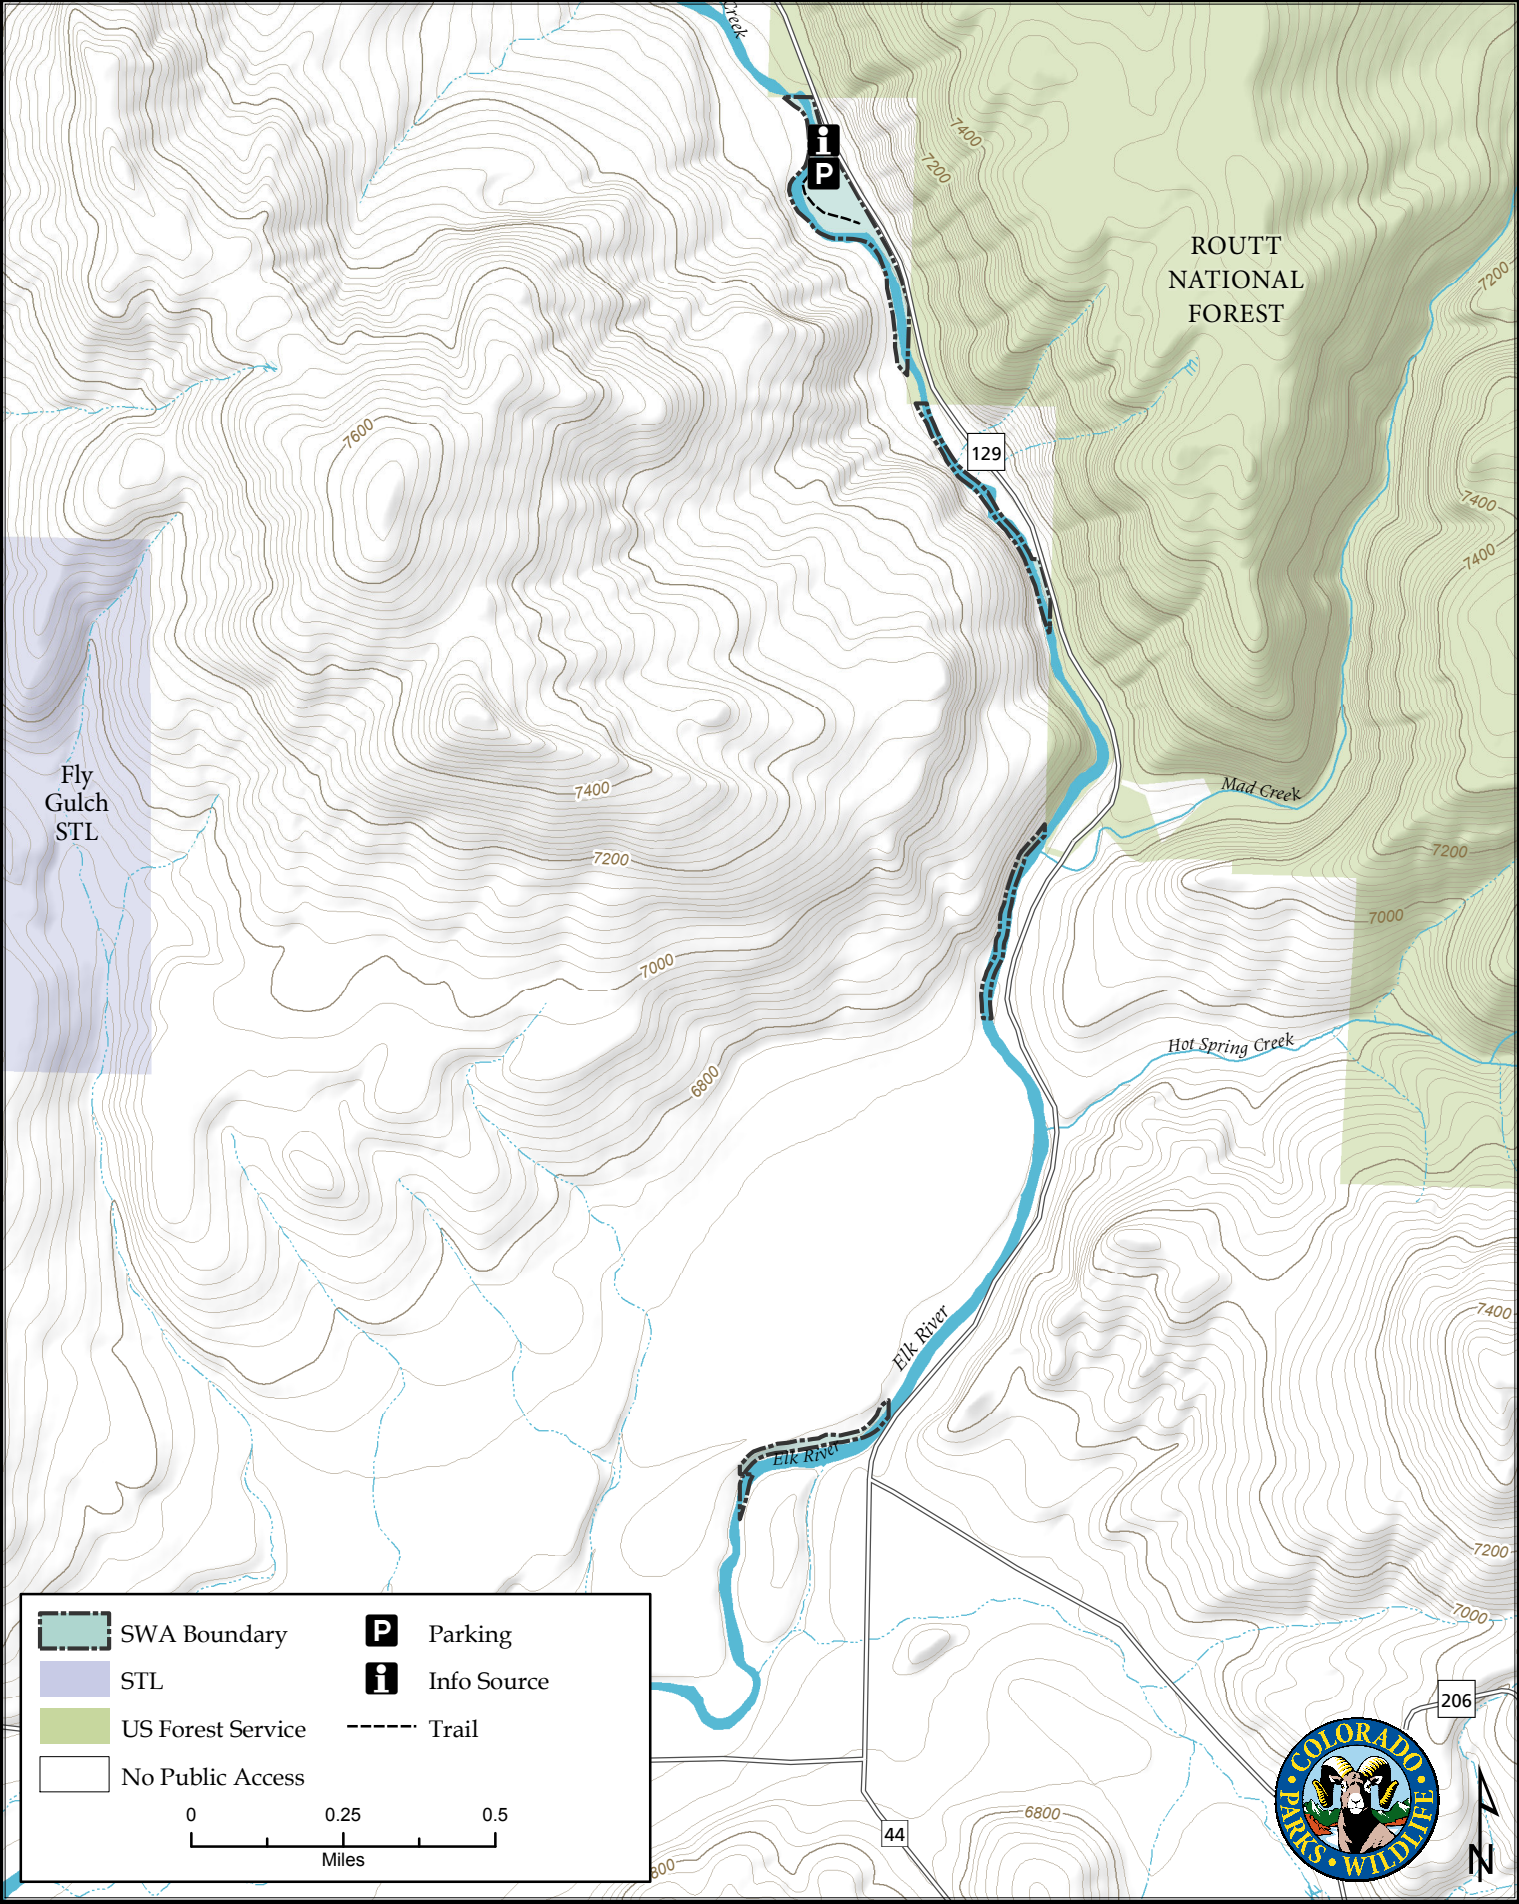 Creek
7400
7200
ROUTT
NATIONAL
FOREST
7200
i
P
7600
129
7400
7400
Fly
Gulch
STL
7400
Mad Creek
7200
7200
7000
7000
Hot Spring Creek
6800
Elk River
7400
Elk River
7200
7000
SWA Boundary
P
Parking
STL
i
Info Source
US Forest Service
Trail
No Public Access
0 0.25 0.5
Miles
206
COLORADO
PARKS • WILDLIFE
6800
44
N